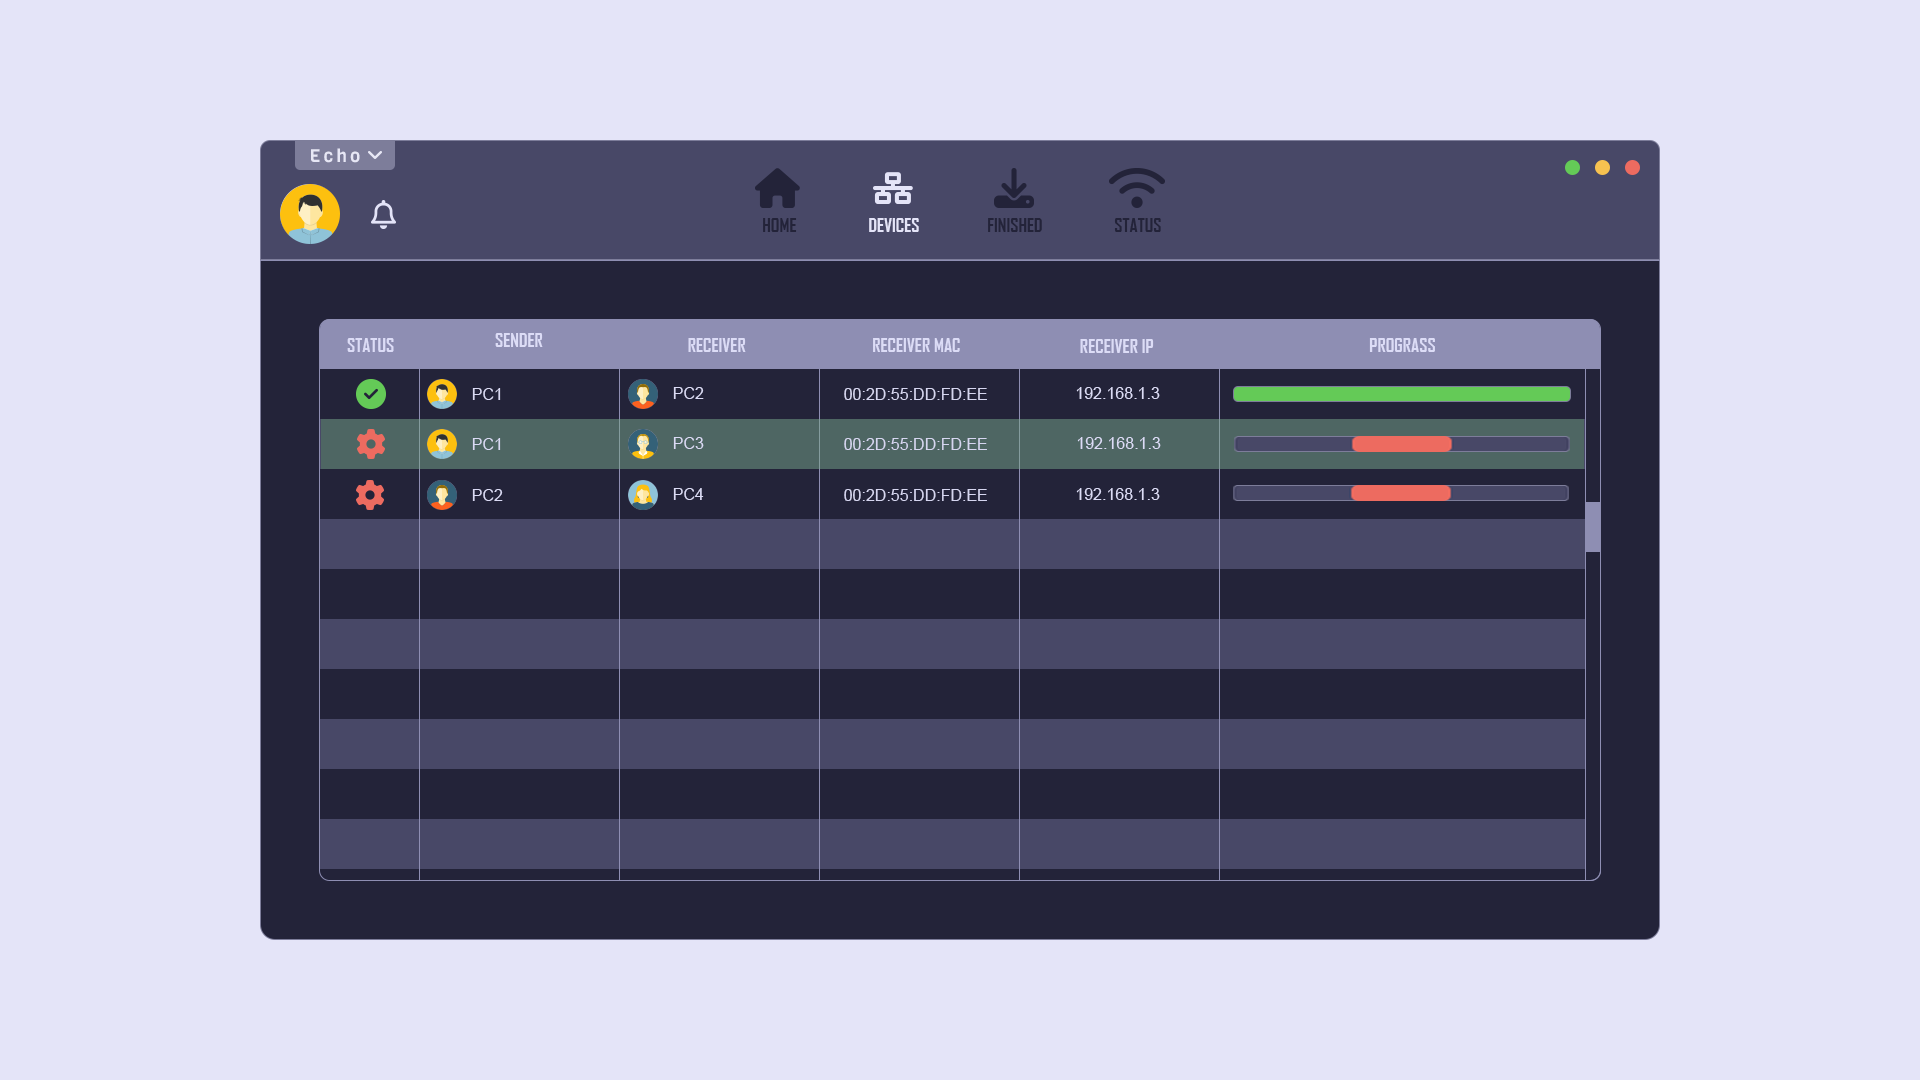 Echo
HOME DEVICES FINISHED STATUS
STATUS SENDER RECEIVER RECEIVER MAC RECEIVER IP PROGRASS
PC1 PC2 00:2D:55:DD:FD:EE 192.168.1.3
PC1 PC3 00:2D:55:DD:FD:EE 192.168.1.3
PC2 PC4 00:2D:55:DD:FD:EE 192.168.1.3